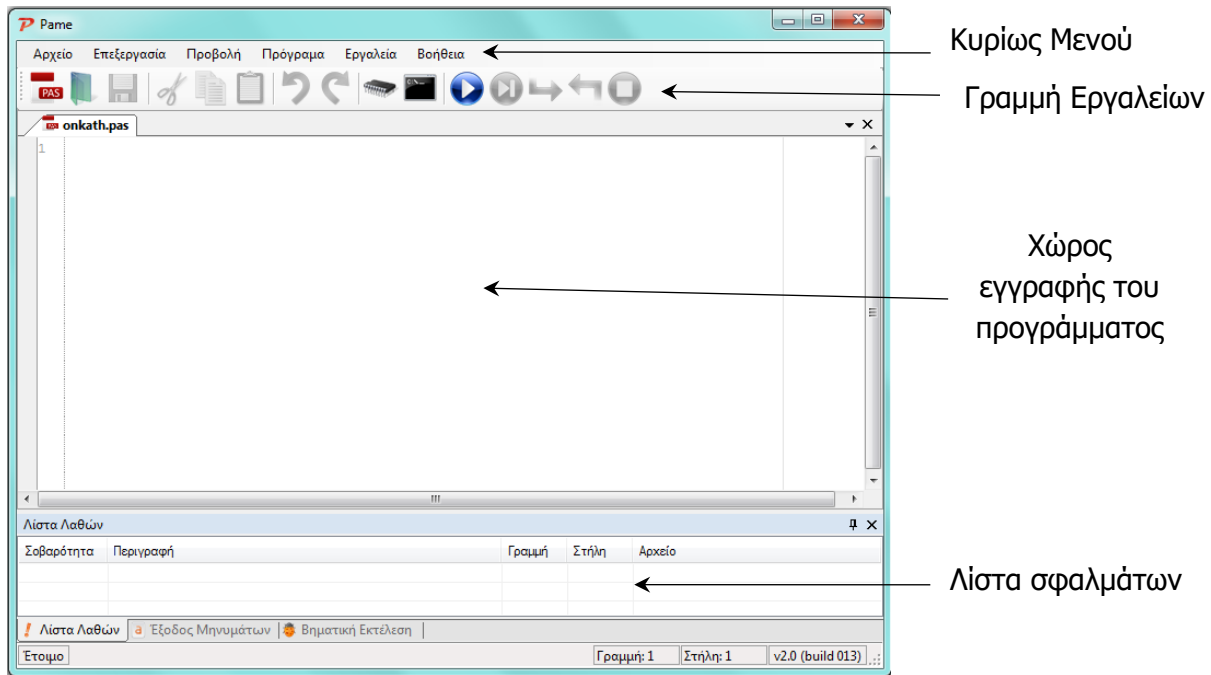 Pame
Αρχείο Επεξεργασία Προβολή Πρόγραμα Εργαλεία Βοήθεια
Κυρίως Μενού
PAS
C:\
Γραμμή Εργαλείων
onkath.pas
1
Χώρος
εγγραφής του
προγράμματος
Λίστα Λαθών
Σοβαρότητα Περιγραφή Γραμμή Στήλη Αρχείο
Λίστα σφαλμάτων
Λίστα Λαθών Έξοδος Μηνυμάτων Βηματική Εκτέλεση
Έτοιμο Γραμμή: 1 Στήλη: 1 v2.0 (build 013)